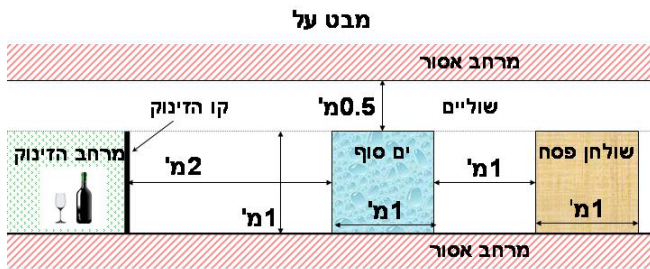 מבט על
מרחב אסור
קו הזינוק
0.5מ'
שוליים
מרחב הזינוק
2מ'
ים סוף
1מ'
שולחן פסח
1מ'
1מ'
1מ'
מרחב אסור